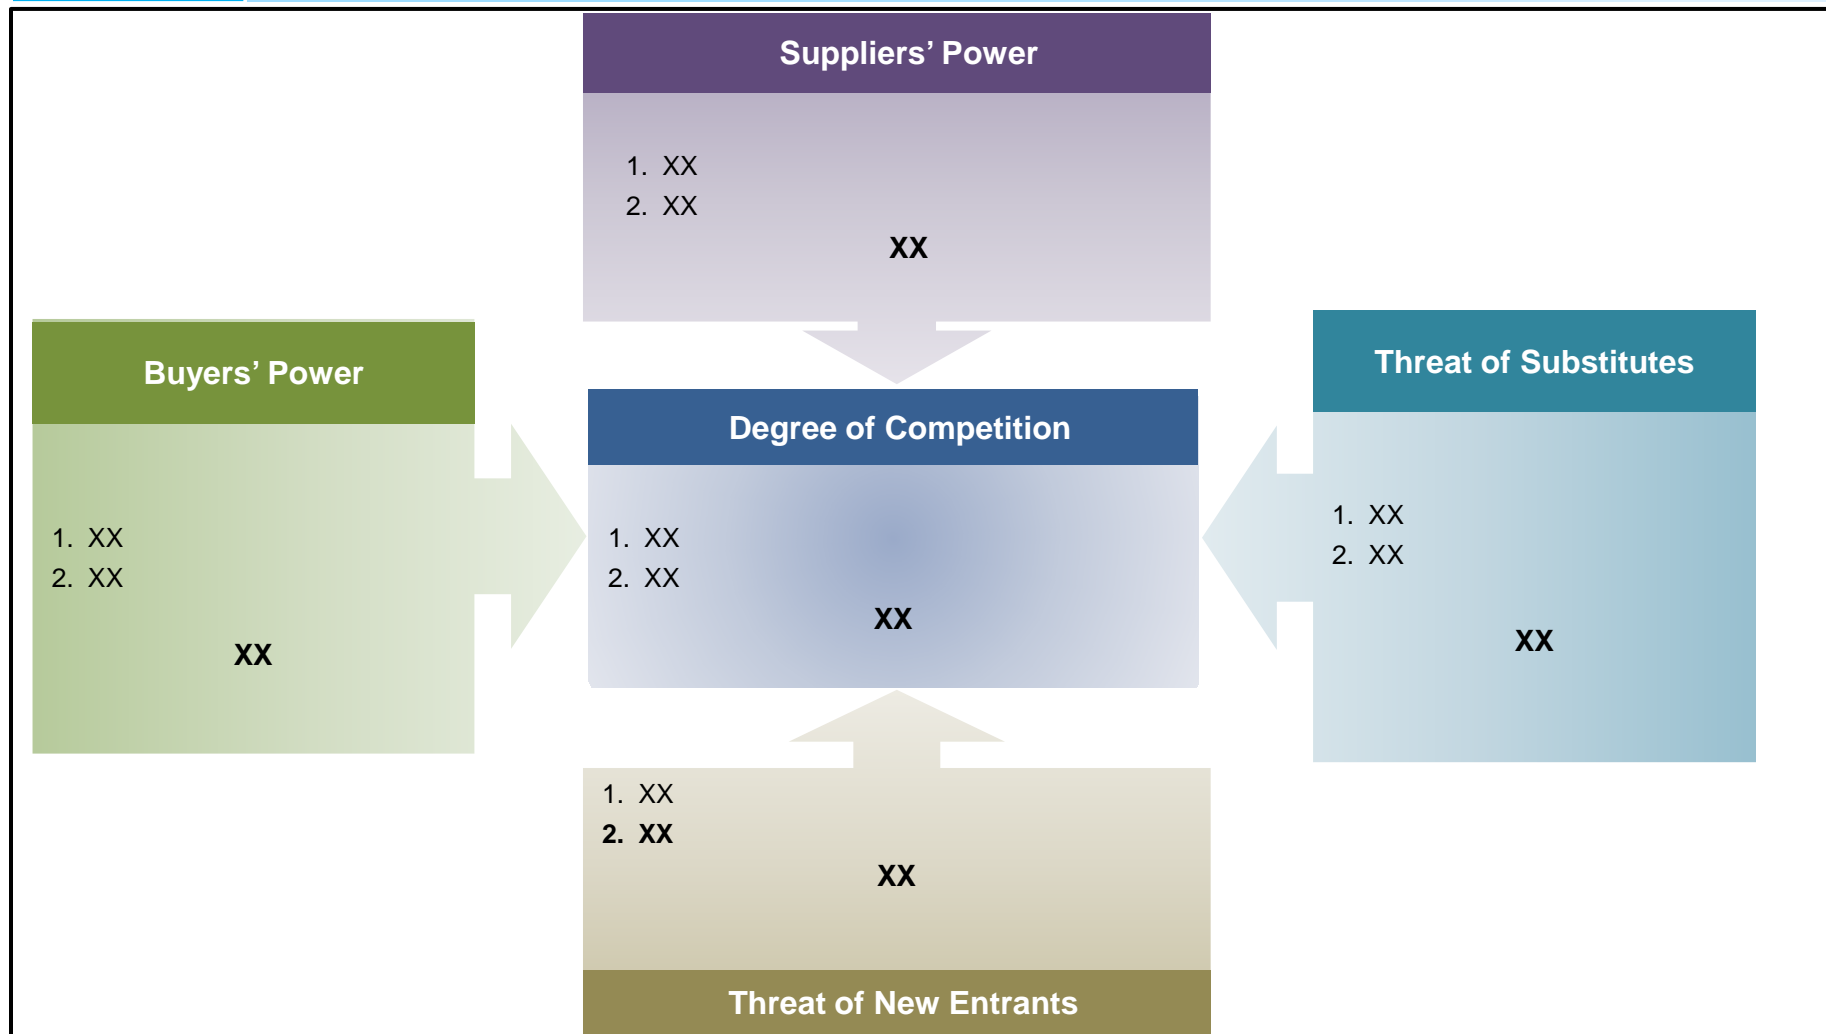 Suppliers’ Power
1. XX
2. XX
XX
Buyers’ Power
1. XX
2. XX
XX
Degree of Competition
1. XX
2. XX
XX
Threat of Substitutes
1. XX
2. XX
XX
1. XX
2. XX
XX
Threat of New Entrants